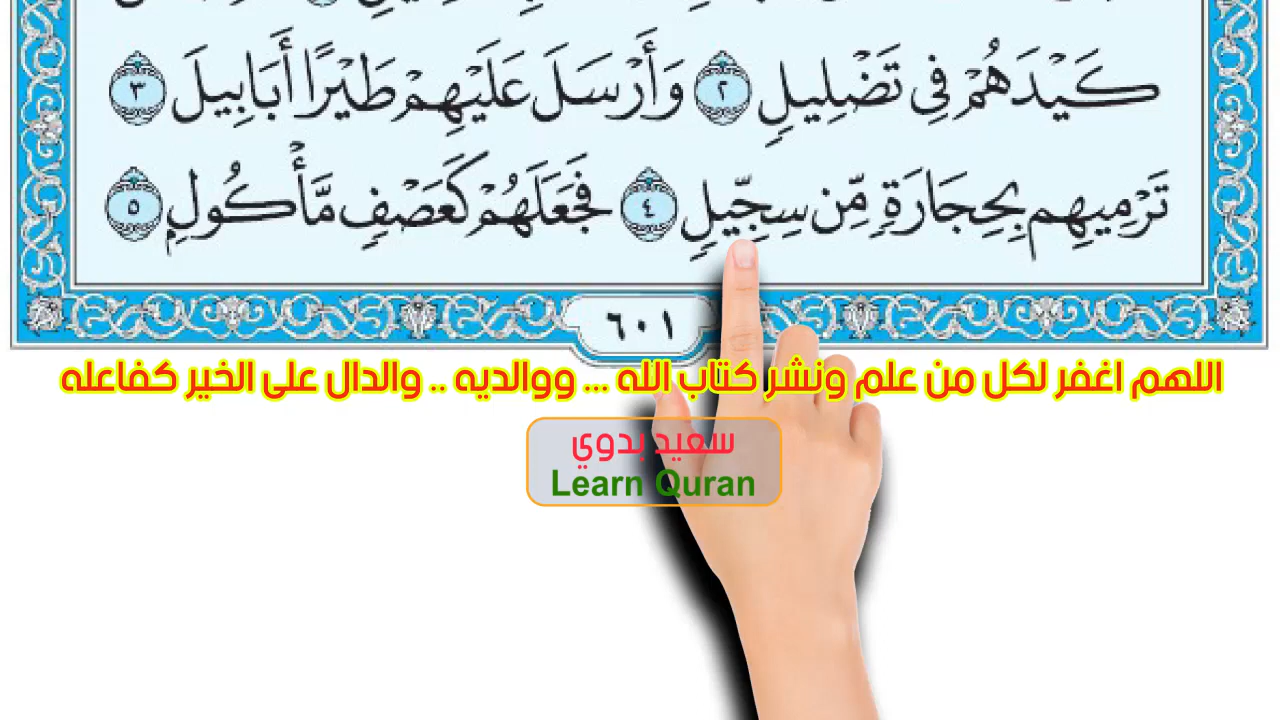 كَيْدَهُمْ فِى تَضْلِيلٍ ٢ وَأَرْسَلَ عَلَيْهِمْ طَيْرًا أَبَابِيلَ ٣
تَرْمِيهِم بِحِجَارَةٍ مِّن سِجِّيلٍ ٤ فَجَعَلَهُمْ كَعَصْفٍ مَّأْكُولٍ ٥
٦٠١
اللهم اغفر لكل من علم ونشر كتاب الله ... ووالديه .. والدال على الخير كفاعله
سعيد بدوي
Learn Quran